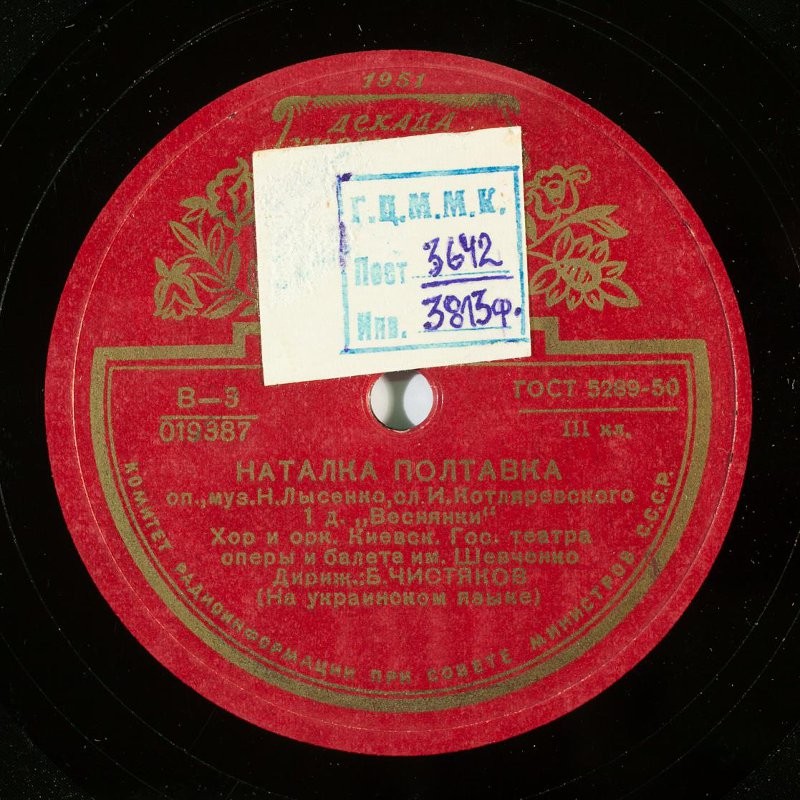 1951
ДЕКАДА
Г.Ц.М.М.К.
Пост 3642
Инв. 3813ф.
В—3
019387
ГОСТ 5289-50
III кл.
НАТАЛКА ПОЛТАВКА
оп., муз. Н. Лысенко, сл. И. Котляревского
1 д. „Веснянки"
Хор и орк. Киевск. Гос. театра
оперы и балета им. Шевченко
Дириж.: Б. ЧИСТЯКОВ
(На украинском языке)
КОМИТЕТ РАДИОИНФОРМАЦИИ ПРИ СОВЕТЕ МИНИСТРОВ С.С.С.Р.